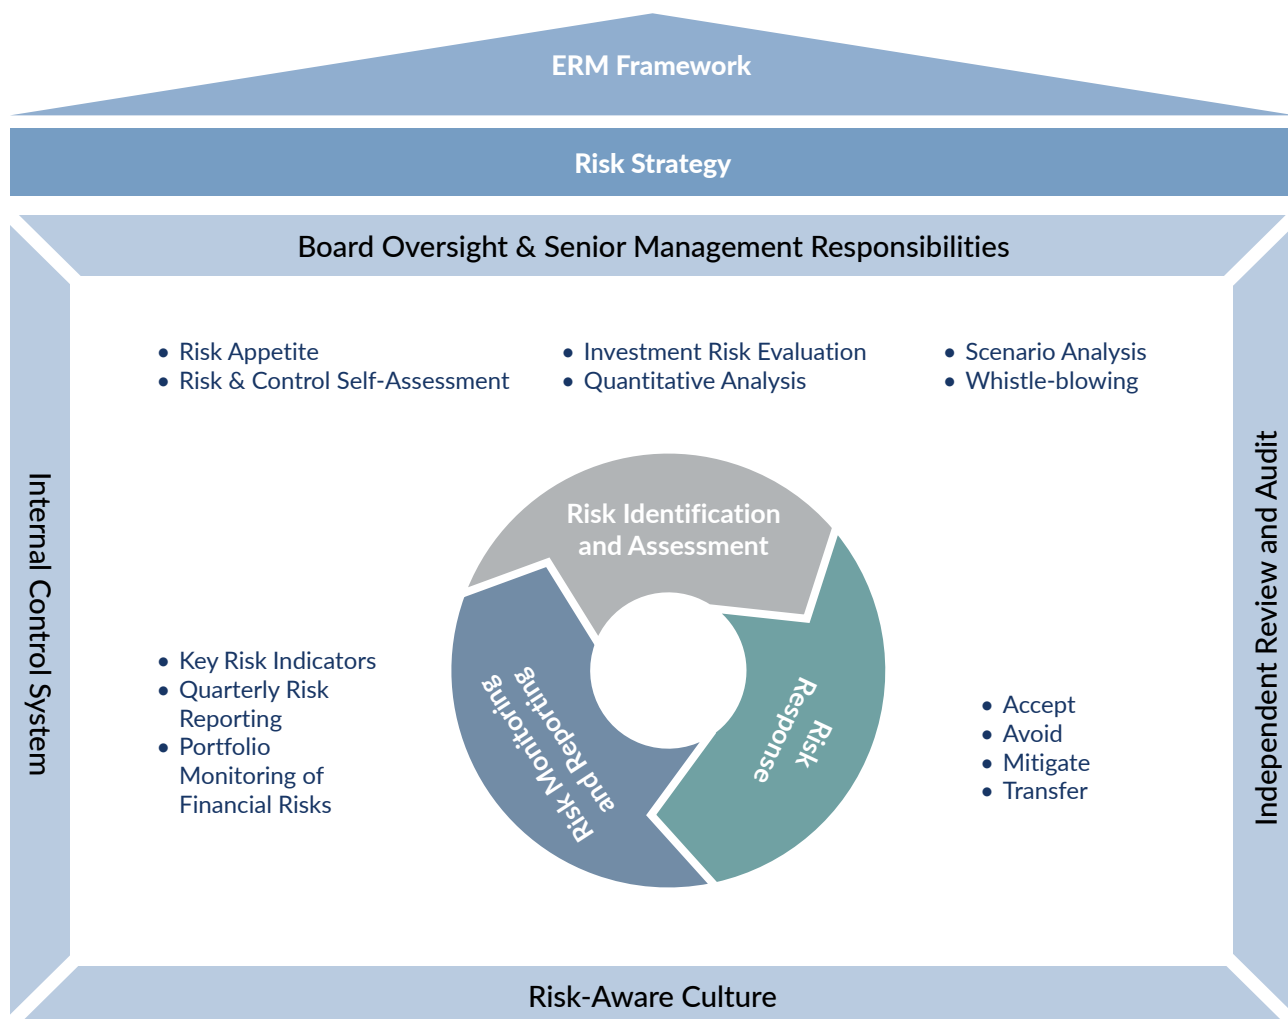 ERM Framework
Risk Strategy
Board Oversight & Senior Management Responsibilities
• Risk Appetite
• Risk & Control Self-Assessment
• Investment Risk Evaluation
• Quantitative Analysis
• Scenario Analysis
• Whistle-blowing
Internal Control System
Risk Identification
and Assessment
Risk
Response
Risk Monitoring
and Reporting
• Key Risk Indicators
• Quarterly Risk
Reporting
• Portfolio
Monitoring of
Financial Risks
• Accept
• Avoid
• Mitigate
• Transfer
Independent Review and Audit
Risk-Aware Culture